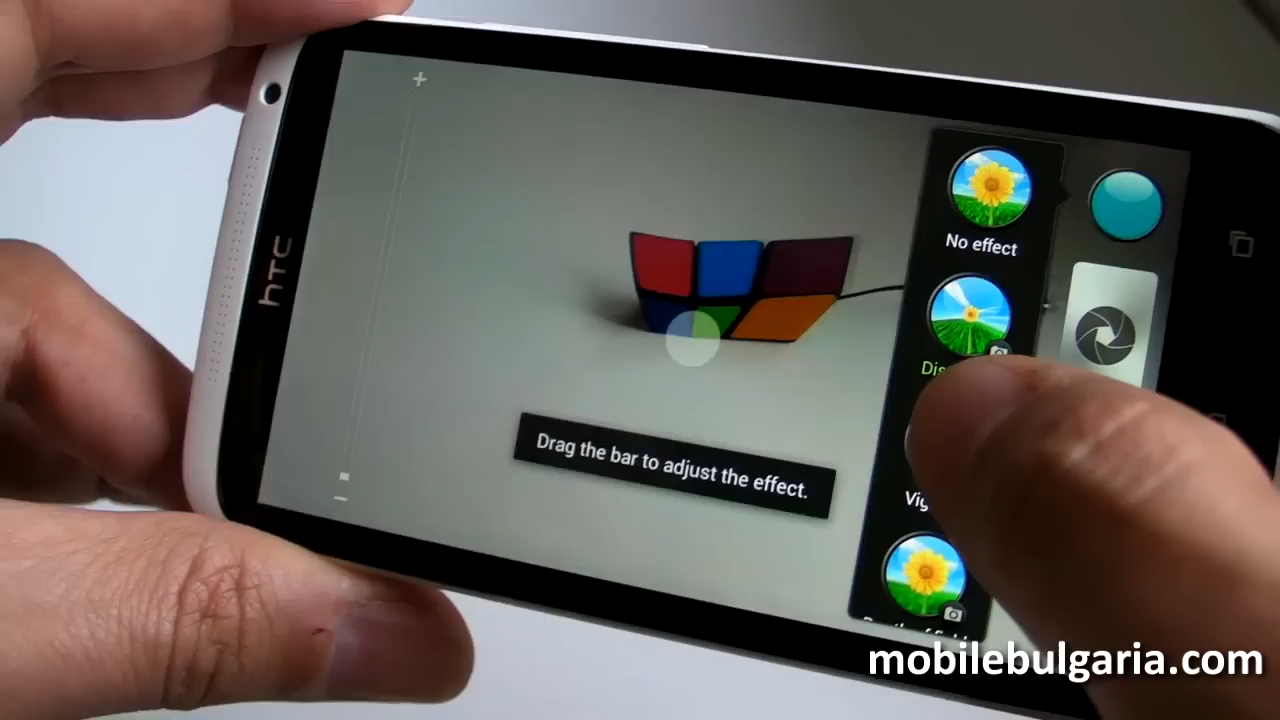 hTC
No effect
Drag the bar to adjust the effect.
mobilebulgaria.com